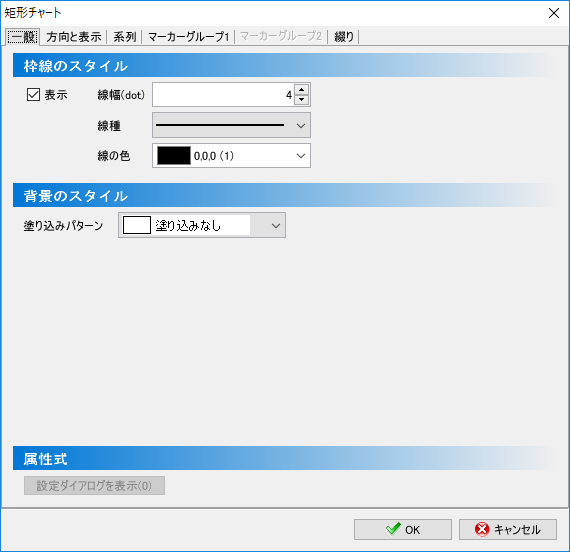 矩形チャート
一般 方向と表示 系列 マーカーグループ1 マーカーグループ2 綴り
枠線のスタイル
表示 線幅(dot) 4
線種
線の色 0,0,0 (1)
背景のスタイル
塗り込みパターン 塗り込みなし
属性式
設定ダイアログを表示(0)
OK キャンセル